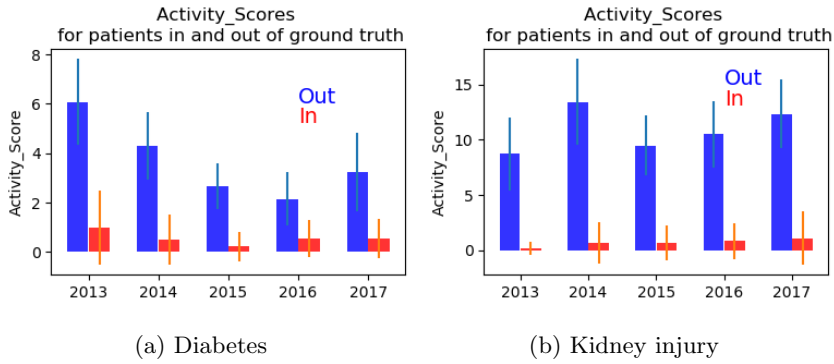 Activity_Scores
for patients in and out of ground truth
8
6
4
2
0
Activity_Score
Out
In
2013 2014 2015 2016 2017
(a) Diabetes
Activity_Scores
for patients in and out of ground truth
15
10
5
0
Activity_Score
Out
In
2013 2014 2015 2016 2017
(b) Kidney injury